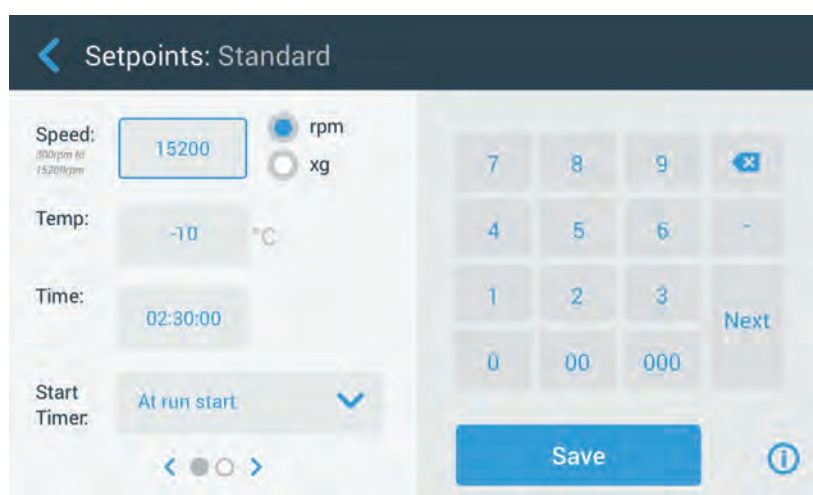 Setpoints: Standard
Speed:
300rpm to
15200rpm
15200
rpm
xg
Temp:
-10
°C
Time:
02:30:00
Start
Timer:
At run start
7 8 9
4 5 6 -
1 2 3
Next
0 00 000
Save